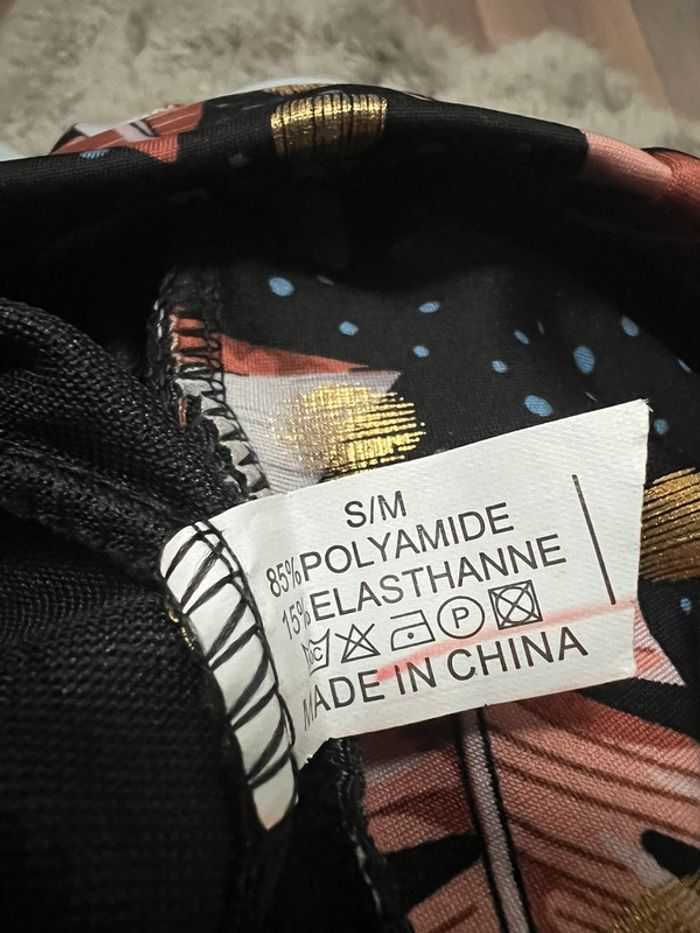 S/M
85%POLYAMIDE
15%ELASTHANNE
P
MADE IN CHINA